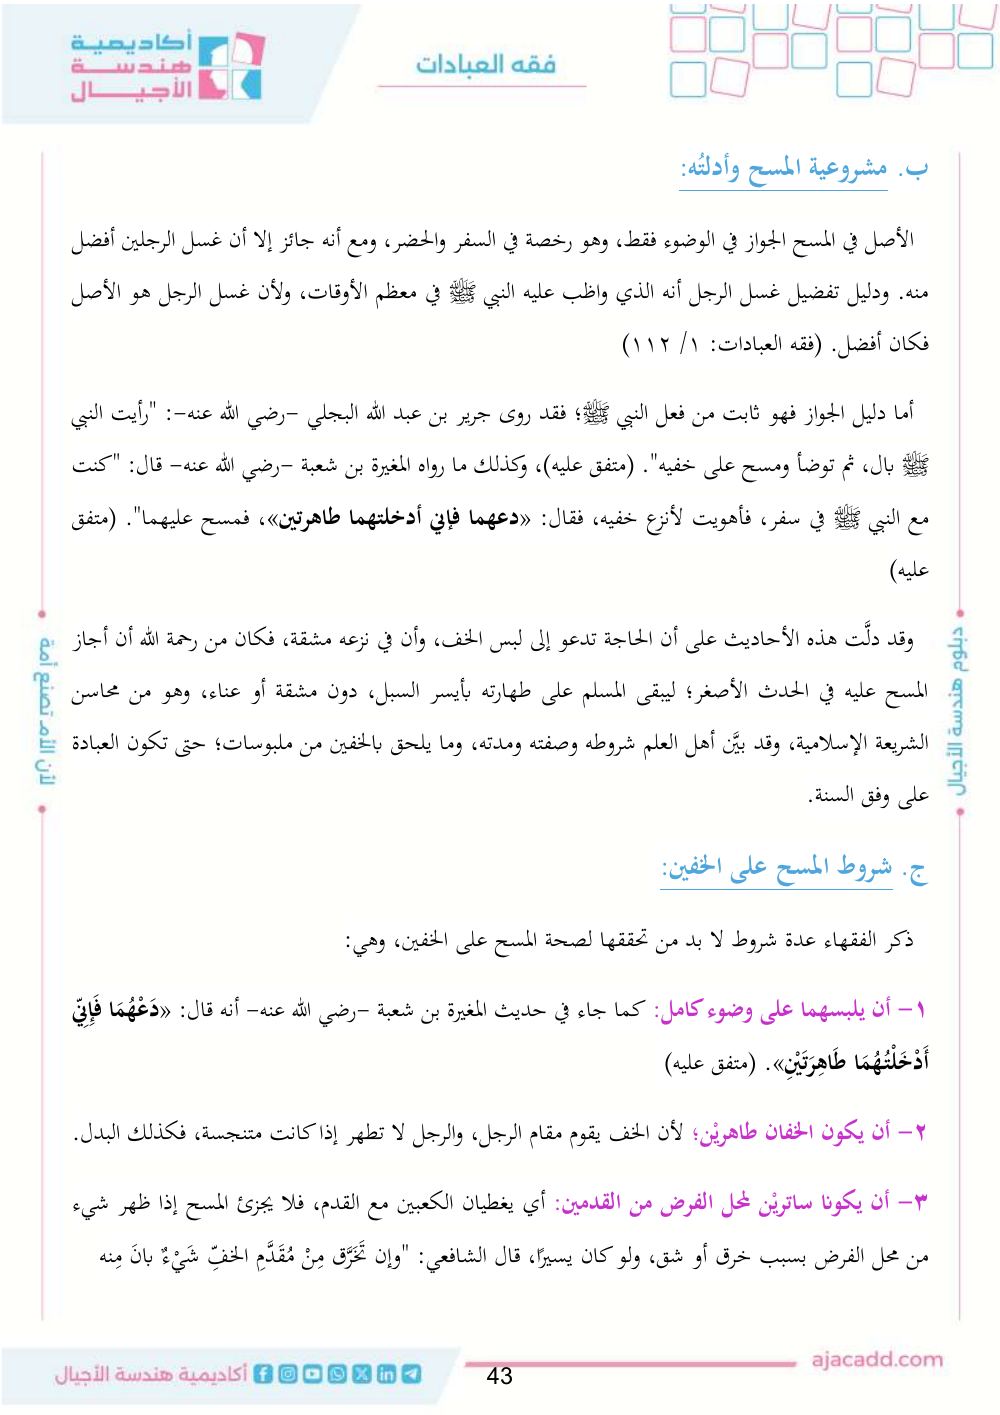 أكاديمية
هندسة
الأجيال
فقه العبادات
ب. مشروعية المسح وأدلتُه:
الأصل في المسح الجواز في الوضوء فقط، وهو رخصة في السفر والحضر، ومع أنه جائز إلا أن غسل الرجلين أفضل
منه. ودليل تفضيل غسل الرجل أنه الذي واظب عليه النبي ﷺ في معظم الأوقات، ولأن غسل الرجل هو الأصل
فكان أفضل. (فقه العبادات: ١/ ١١٢)
أما دليل الجواز فهو ثابت من فعل النبي ﷺ؛ فقد روى جرير بن عبد الله البجلي –رضي الله عنه–: "رأيت النبي
ﷺ بال، ثم توضأ ومسح على خفيه". (متفق عليه)، وكذلك ما رواه المغيرة بن شعبة –رضي الله عنه– قال: "كنت
مع النبي ﷺ في سفر، فأهويت لأنزع خفيه، فقال: «دعهما فإني أدخلتهما طاهرتين»، فمسح عليهما". (متفق
عليه)
وقد دلَّت هذه الأحاديث على أن الحاجة تدعو إلى لبس الخف، وأن في نزعه مشقة، فكان من رحمة الله أن أجاز
المسح عليه في الحدث الأصغر؛ ليبقى المسلم على طهارته بأيسر السبل، دون مشقة أو عناء، وهو من محاسن
الشريعة الإسلامية، وقد بيَّن أهل العلم شروطه وصفته ومدته، وما يلحق بالخفين من ملبوسات؛ حتى تكون العبادة
على وفق السنة.
ج. شروط المسح على الخفين:
ذكر الفقهاء عدة شروط لا بد من تحققها لصحة المسح على الخفين، وهي:
١– أن يلبسهما على وضوء كامل: كما جاء في حديث المغيرة بن شعبة –رضي الله عنه– أنه قال: «دَعْهُمَا فَإِنِّي
أَدْخَلْتُهُمَا طَاهِرَتَيْنِ». (متفق عليه)
٢– أن يكون الخفان طاهريْن؛ لأن الخف يقوم مقام الرجل، والرجل لا تطهر إذا كانت متنجسة، فكذلك البدل.
٣– أن يكونا ساتريْن لمحل الفرض من القدمين: أي يغطيان الكعبين مع القدم، فلا يجزئ المسح إذا ظهر شيء
من محل الفرض بسبب خرق أو شق، ولو كان يسيرًا، قال الشافعي: "وإن تَخَرَّق مِنْ مُقَدَّمِ الخفِّ شَيْءٌ بانَ مِنه
دبلوم هندسة الأجيال
لأن الأم تصنع أمة
ajacadd.com
43
أكاديمية هندسة الأجيال